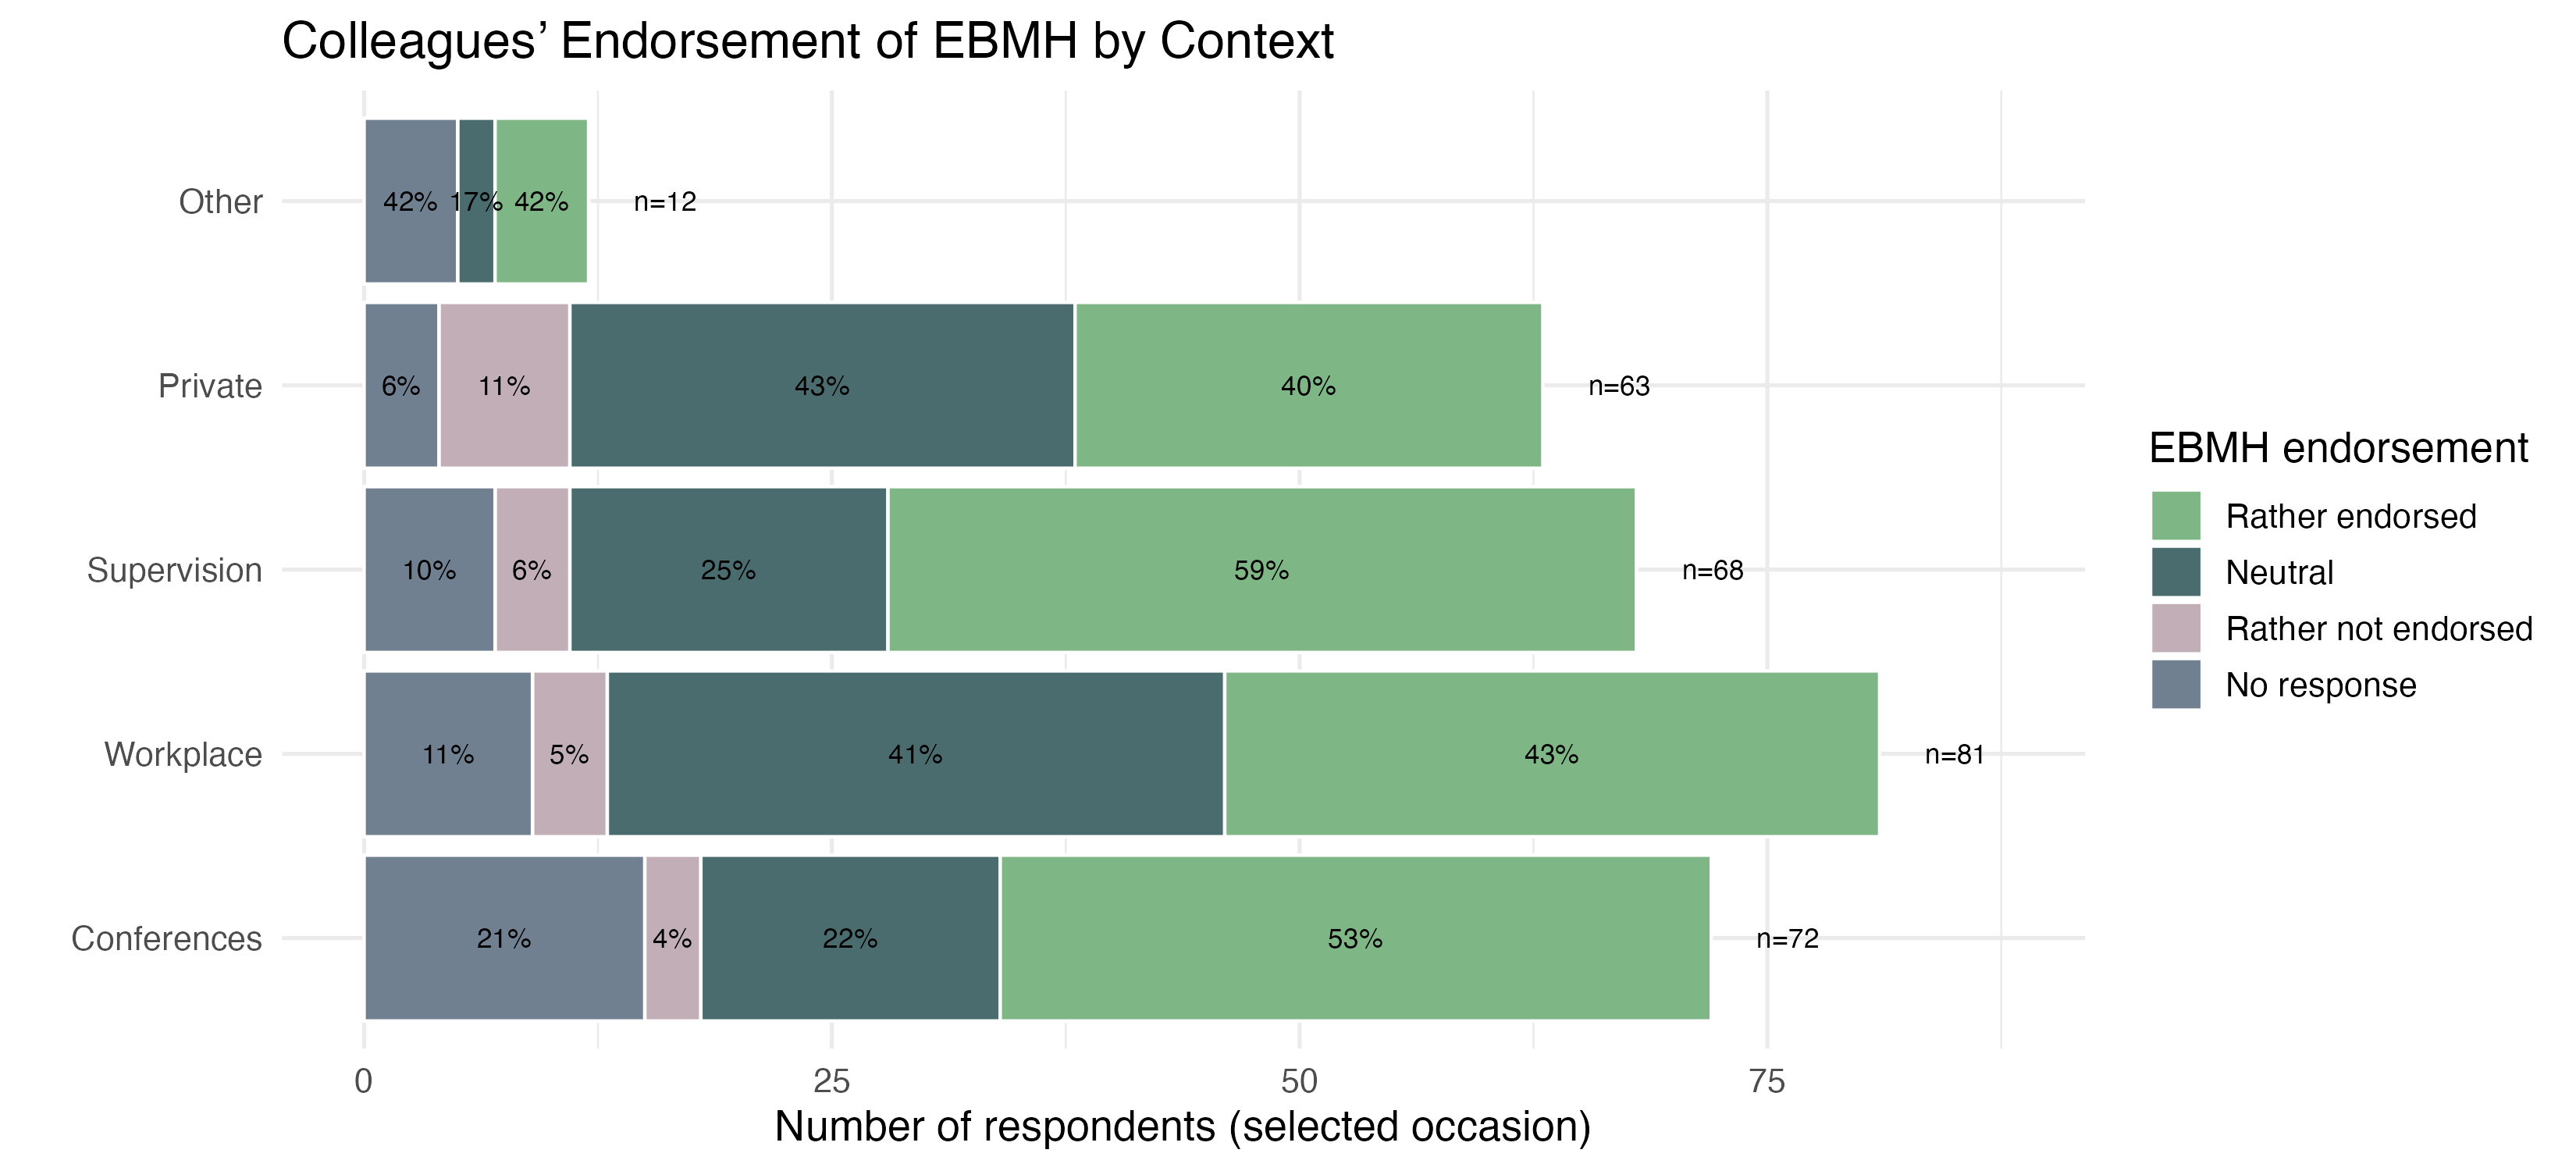 Colleagues’ Endorsement of EBMH by Context
Other
42%
17%
42%
n=12
Private
6%
11%
43%
40%
n=63
Supervision
10%
6%
25%
59%
n=68
Workplace
11%
5%
41%
43%
n=81
Conferences
21%
4%
22%
53%
n=72
0
25
50
75
Number of respondents (selected occasion)
EBMH endorsement
Rather endorsed
Neutral
Rather not endorsed
No response